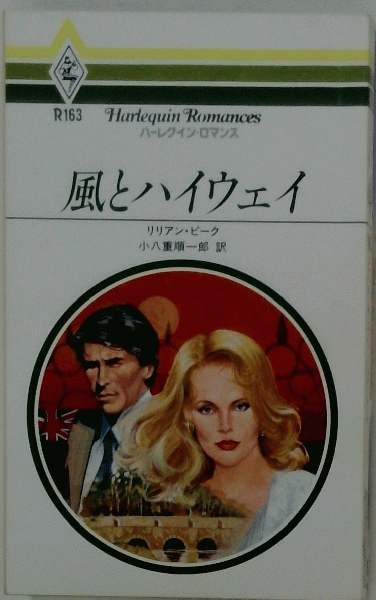 R163
Harlequin Romances
ハーレクイン・ロマンス
風とハイウェイ
リリアン・ピーク
小八重順一郎 訳